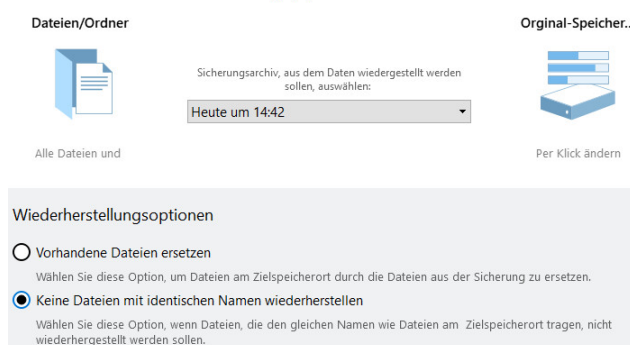 Dateien/Ordner
Orginal-Speicher...
Sicherungsarchiv, aus dem Daten wiedergestellt werden
sollen, auswählen:
Heute um 14:42
Alle Dateien und
Per Klick ändern
Wiederherstellungsoptionen
Vorhandene Dateien ersetzen
Wählen Sie diese Option, um Dateien am Zielspeicherort durch die Dateien aus der Sicherung zu ersetzen.
Keine Dateien mit identischen Namen wiederherstellen
Wählen Sie diese Option, wenn Dateien, die den gleichen Namen wie Dateien am Zielspeicherort tragen, nicht
wiederhergestellt werden sollen.